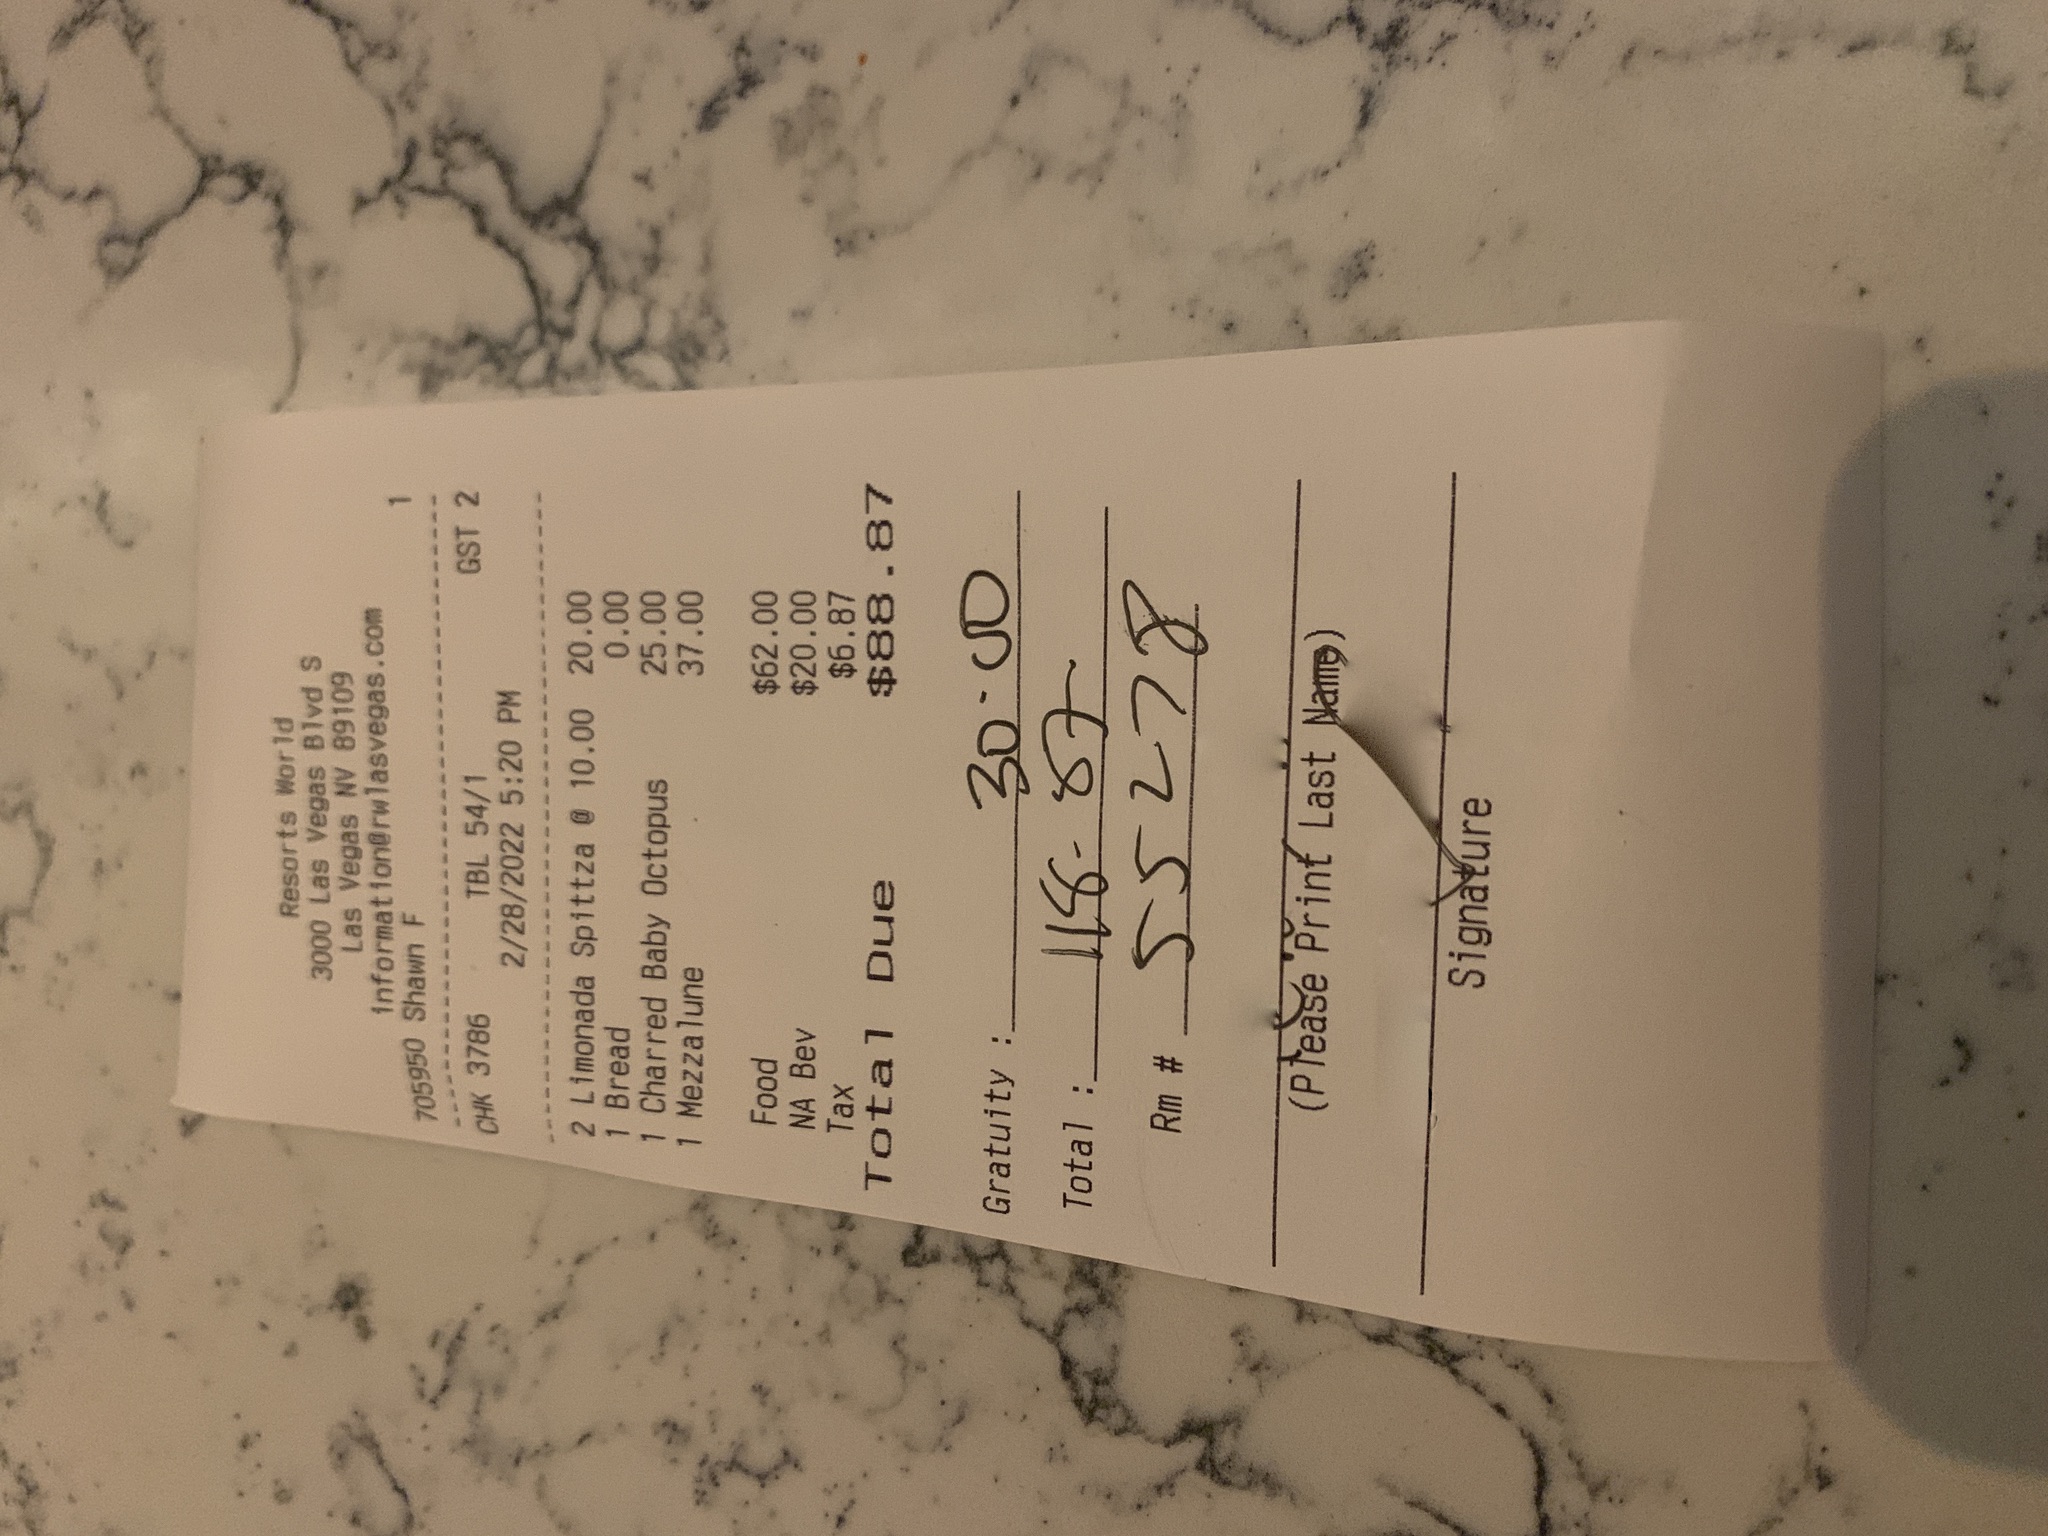 Resorts World
3000 Las Vegas Blvd S
Las Vegas NV 89109
information@rwlasvegas.com
705950 Shawn F 1
CHK 3786 TBL 54/1 GST 2
2/28/2022 5:20 PM
2 Limonada Spittza @ 10.00 20.00
1 Bread 0.00
1 Charred Baby Octopus 25.00
1 Mezzalune 37.00
Food $62.00
NA Bev $20.00
Tax $6.87
Total Due $88.87
Gratuity : 30.00
Total : 118.87
Rm # 55278
(Please Print Last Name)
Signature